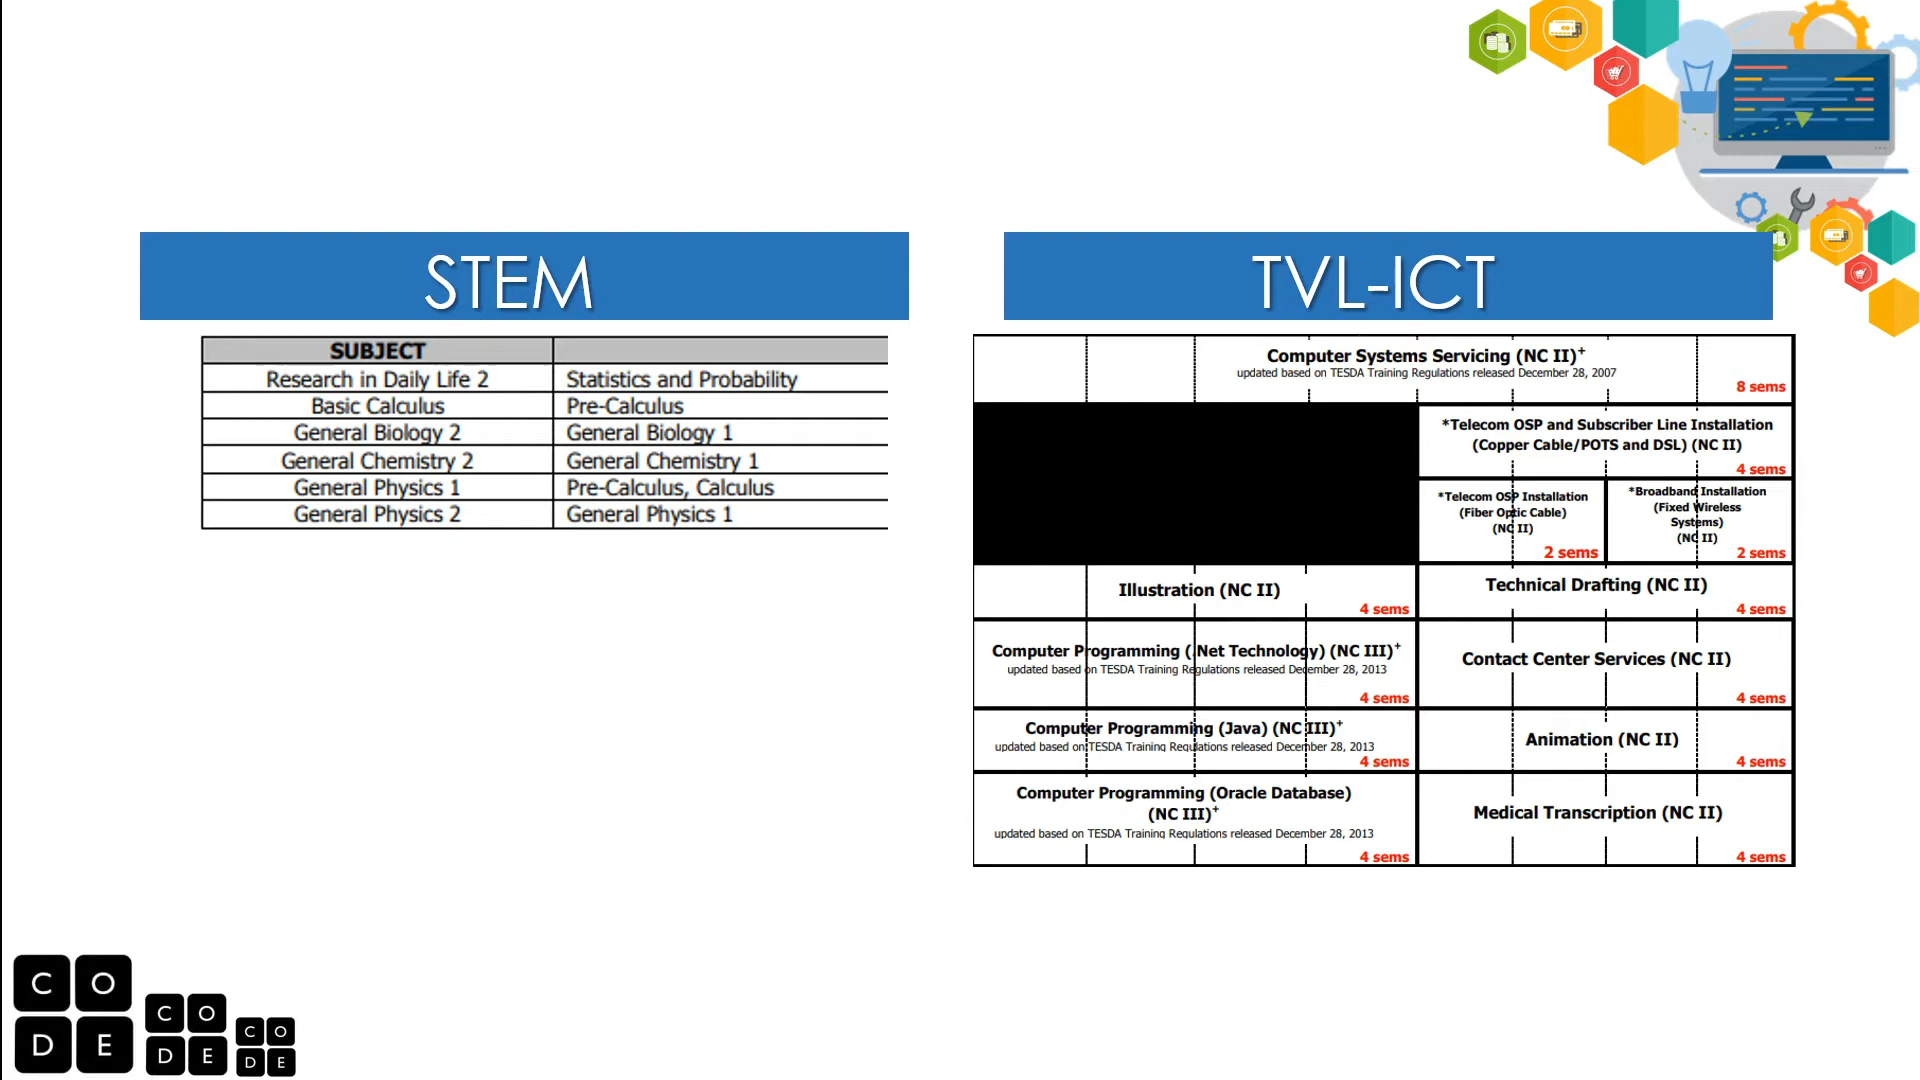 STEM
SUBJECT
Research in Daily Life 2 Statistics and Probability
Basic Calculus Pre-Calculus
General Biology 2 General Biology 1
General Chemistry 2 General Chemistry 1
General Physics 1 Pre-Calculus, Calculus
General Physics 2 General Physics 1
TVL-ICT
Computer Systems Servicing (NC II)+
updated based on TESDA Training Regulations released December 28, 2007
8 sems
*Telecom OSP and Subscriber Line Installation
(Copper Cable/POTS and DSL) (NC II)
4 sems
*Telecom OSP Installation
(Fiber Optic Cable)
(NC II)
2 sems
*Broadband Installation
(Fixed Wireless
Systems)
(NC II)
2 sems
Illustration (NC II)
4 sems
Technical Drafting (NC II)
4 sems
Computer Programming (.Net Technology) (NC III)+
updated based on TESDA Training Regulations released December 28, 2013
4 sems
Contact Center Services (NC II)
4 sems
Computer Programming (Java) (NC III)+
updated based on TESDA Training Regulations released December 28, 2013
4 sems
Animation (NC II)
4 sems
Computer Programming (Oracle Database)
(NC III)+
updated based on TESDA Training Regulations released December 28, 2013
4 sems
Medical Transcription (NC II)
4 sems
C O
D E
C O
D E
C O
D E